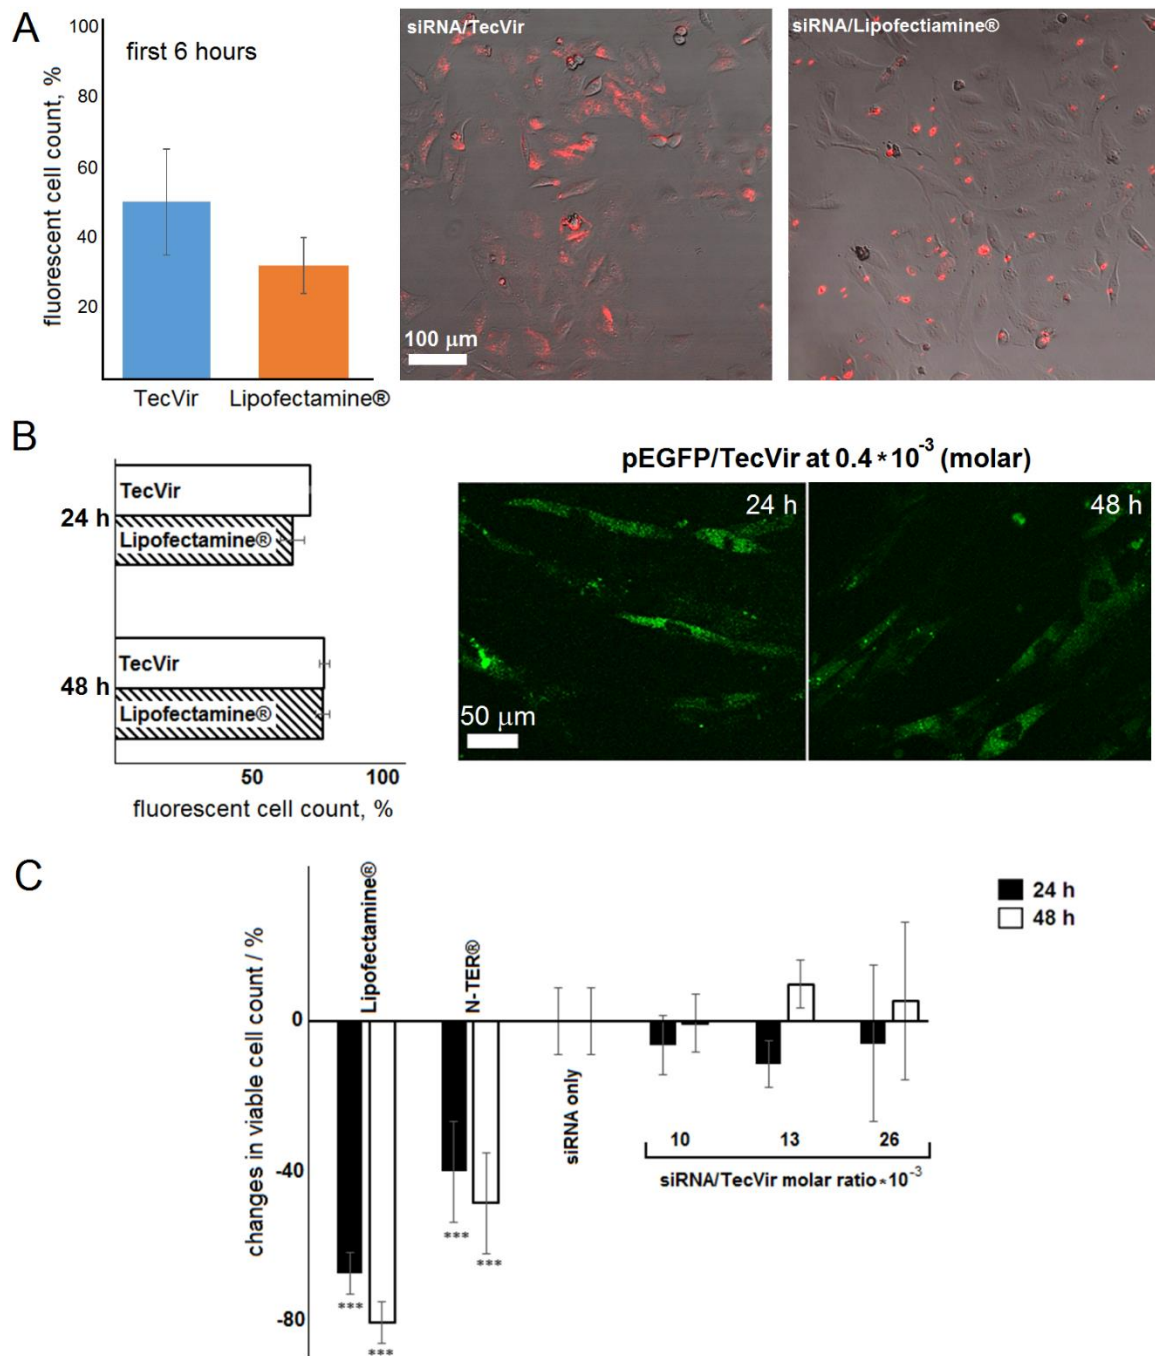 A
100
80
60
40
20
fluorescent cell count, %
first 6 hours
TecVir
Lipofectamine®
siRNA/TecVir
100 μm
siRNA/Lipofectiamine®
B
24 h
TecVir
Lipofectamine®
48 h
TecVir
Lipofectamine®
50
100
fluorescent cell count, %
pEGFP/TecVir at 0.4*10⁻³ (molar)
24 h
48 h
50 μm
C
changes in viable cell count / %
-0
-40
-80
Lipofectamine®
N-TER®
siRNA only
***
***
***
***
10
13
26
siRNA/TecVir molar ratio*10⁻³
24 h
48 h